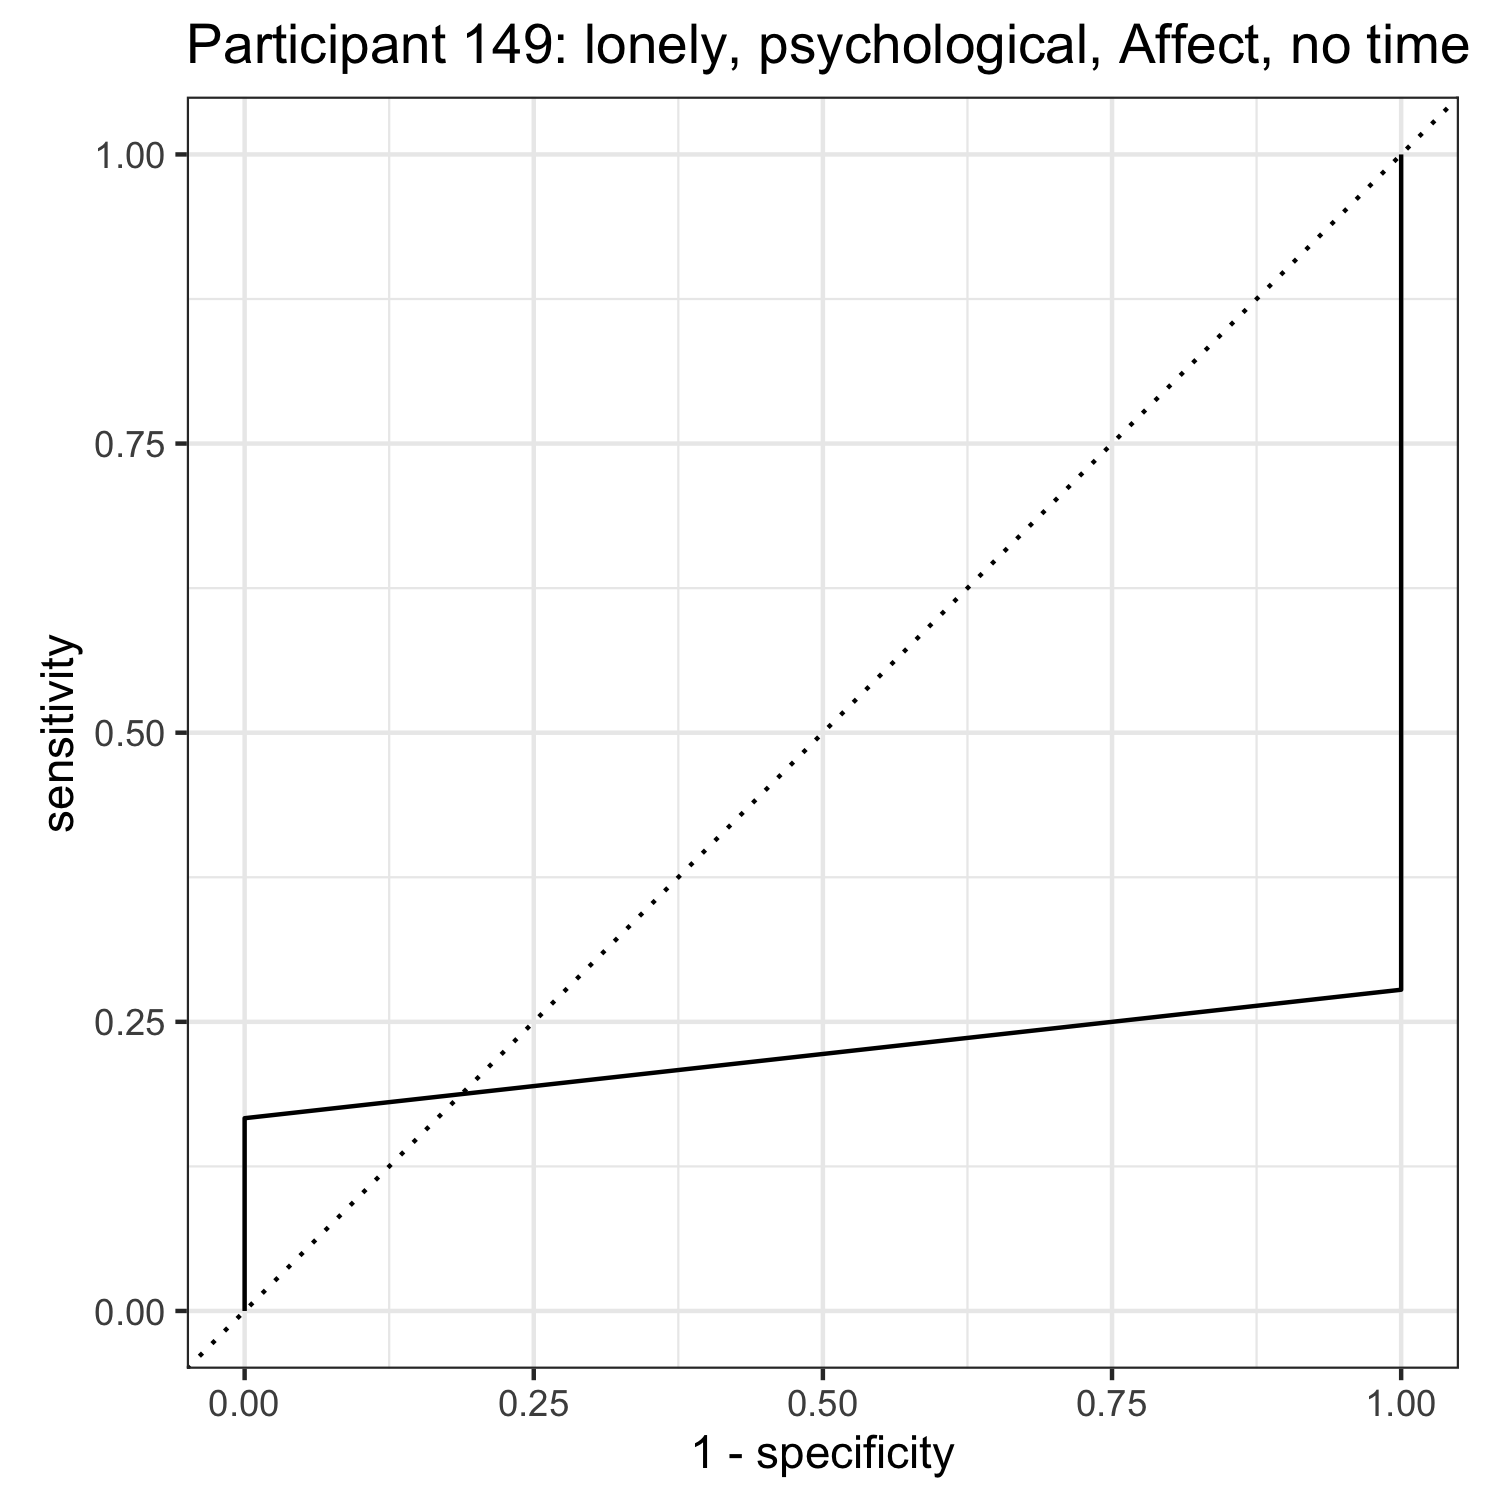 Participant 149: lonely, psychological, Affect, no time
1.00
0.75
0.50
0.25
0.00
sensitivity
0.00 0.25 0.50 0.75 1.00
1 - specificity